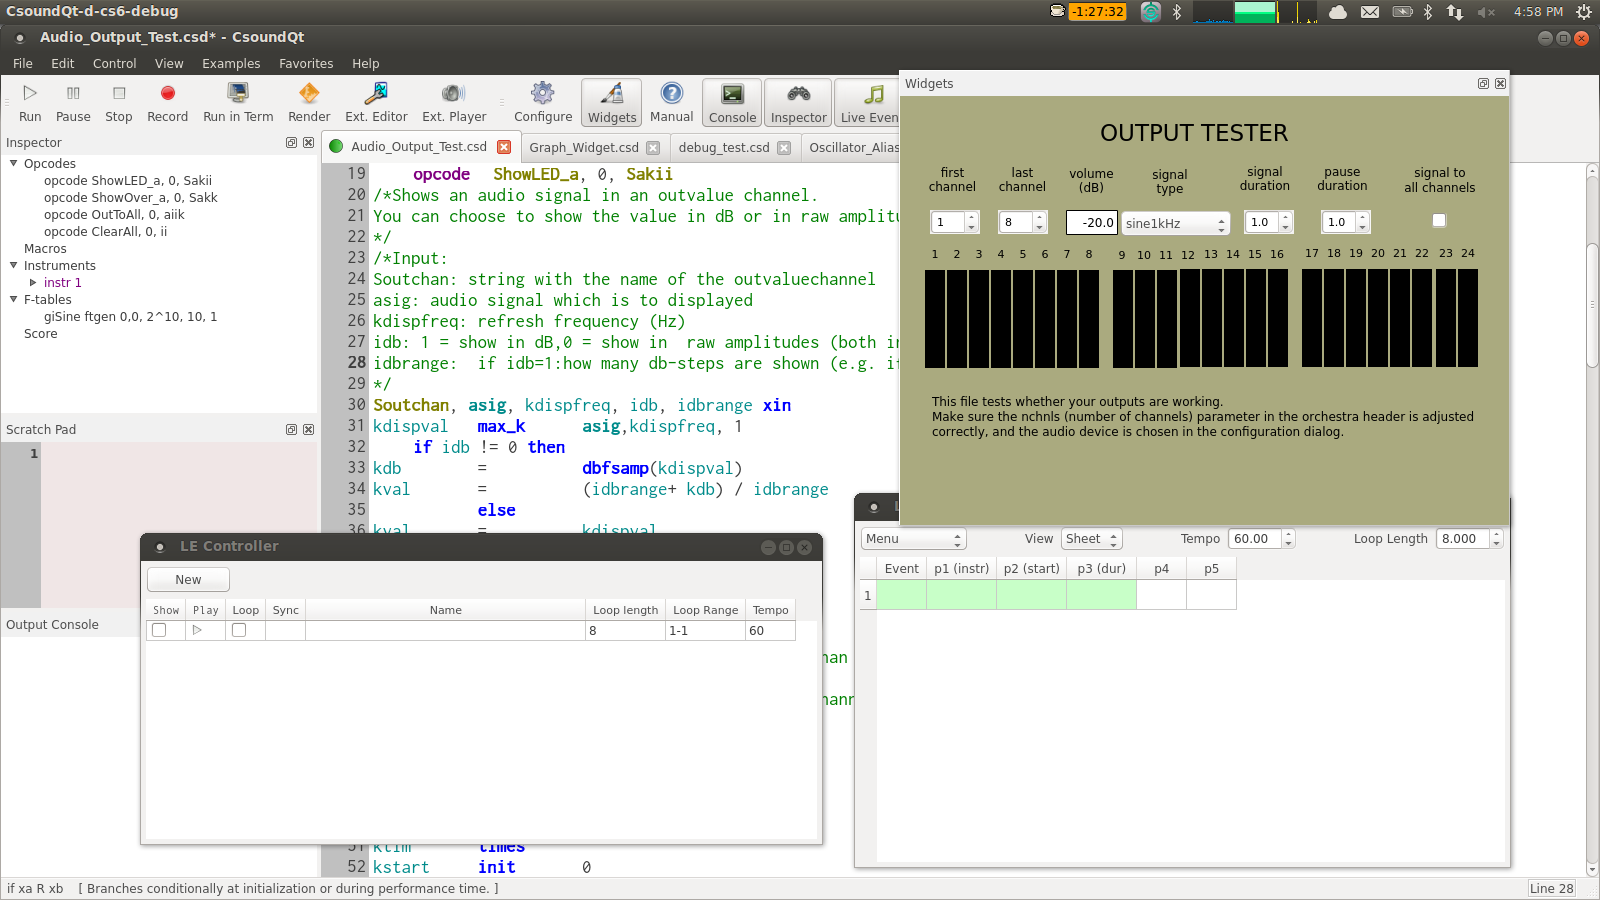 CsoundQt-d-cs6-debug
-1:27:32
4:58 PM
Audio_Output_Test.csd* - CsoundQt
File Edit Control View Examples Favorites Help
Run Pause Stop Record Run in Term Render Ext. Editor Ext. Player Configure Widgets Manual Console Inspector Live Even
Inspector
Opcodes
opcode ShowLED_a, 0, Sakii
opcode ShowOver_a, 0, Sakk
opcode OutToAll, 0, aiik
opcode ClearAll, 0, ii
Macros
Instruments
instr 1
F-tables
giSine ftgen 0,0, 2^10, 10, 1
Score
Scratch Pad
1
Output Console
Audio_Output_Test.csd Graph_Widget.csd debug_test.csd Oscillator_Alias
19 opcode ShowLED_a, 0, Sakii
20 /*Shows an audio signal in an outvalue channel.
21 You can choose to show the value in dB or in raw amplitu
22 */
23 /*Input:
24 Soutchan: string with the name of the outvaluechannel
25 asig: audio signal which is to displayed
26 kdispfreq: refresh frequency (Hz)
27 idb: 1 = show in dB,0 = show in  raw amplitudes (both in
28 idbrange:  if idb=1:how many db-steps are shown (e.g. if
29 */
30 Soutchan, asig, kdispfreq, idb, idbrange xin
31 kdispval max_k asig,kdispfreq, 1
32 if idb != 0 then
33 kdb = dbfsamp(kdispval)
34 kval = (idbrange+ kdb) / idbrange
35 else
36 kval = kdispval
han
hann
51 ktim times
52 kstart init 0
Widgets
OUTPUT TESTER
first channel
last channel
volume (dB)
signal type
signal duration
pause duration
signal to all channels
1 8 -20.0 sine1kHz 1.0 1.0
1 2 3 4 5 6 7 8 9 10 11 12 13 14 15 16 17 18 19 20 21 22 23 24
This file tests whether your outputs are working.
Make sure the nchnls (number of channels) parameter in the orchestra header is adjusted
correctly, and the audio device is chosen in the configuration dialog.
LE Controller
New
Show Play Loop Sync Name Loop length Loop Range Tempo
8 1-1 60
Menu View Sheet Tempo 60.00 Loop Length 8.000
Event p1 (instr) p2 (start) p3 (dur) p4 p5
1
if xa R xb [ Branches conditionally at initialization or during performance time. ]
Line 28